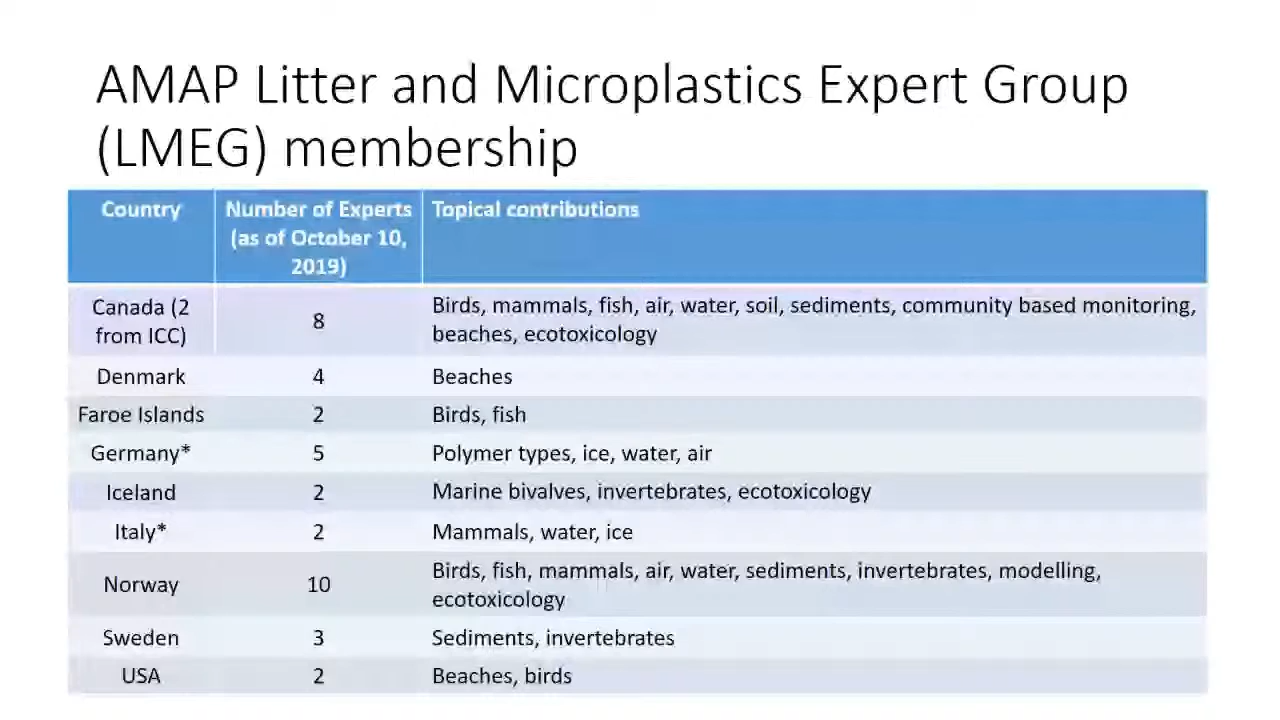 AMAP Litter and Microplastics Expert Group
(LMEG) membership
Country
Number of Experts
(as of October 10,
2019)
Topical contributions
Canada (2
from ICC)
8
Birds, mammals, fish, air, water, soil, sediments, community based monitoring,
beaches, ecotoxicology
Denmark
4
Beaches
Faroe Islands
2
Birds, fish
Germany*
5
Polymer types, ice, water, air
Iceland
2
Marine bivalves, invertebrates, ecotoxicology
Italy*
2
Mammals, water, ice
Norway
10
Birds, fish, mammals, air, water, sediments, invertebrates, modelling,
ecotoxicology
Sweden
3
Sediments, invertebrates
USA
2
Beaches, birds